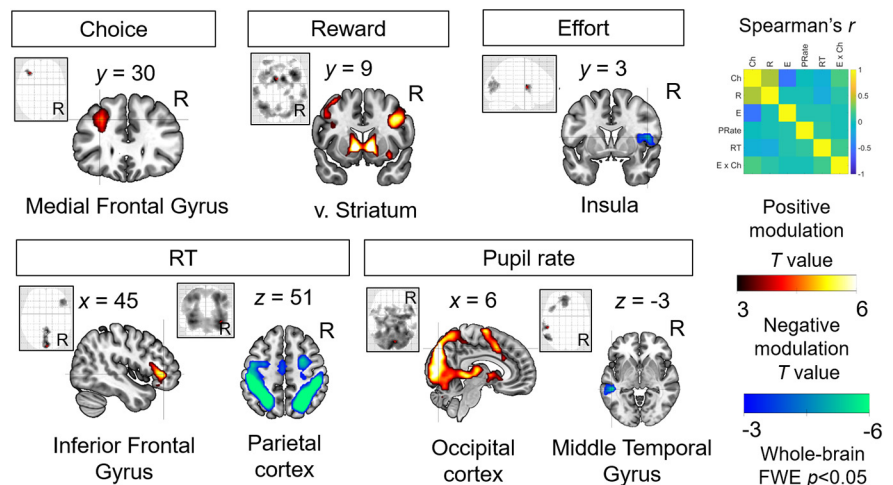 Choice
Reward
Effort
Spearman's r
y = 30
y = 9
y = 3
R
R
R
R
R
Medial Frontal Gyrus
v. Striatum
Insula
Ch
R
E
PRate
RT
E x Ch
Ch
R
E
PRate
RT
E x Ch
1
0.5
0
-0.5
-1
RT
Pupil rate
x = 45
z = 51
x = 6
z = -3
R
R
R
R
R
R
Inferior Frontal
Gyrus
Parietal
cortex
Occipital
cortex
Middle Temporal
Gyrus
Positive
modulation
T value
3
6
Negative
modulation
T value
-3
-6
Whole-brain
FWE p<0.05